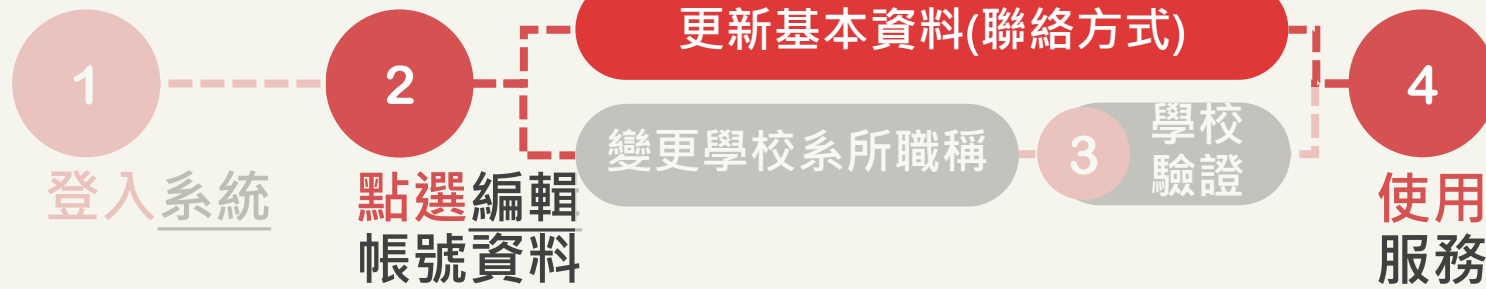 1
登入系統
2
點選編輯
帳號資料
更新基本資料(聯絡方式)
變更學校系所職稱
3
學校
驗證
4
使用
服務